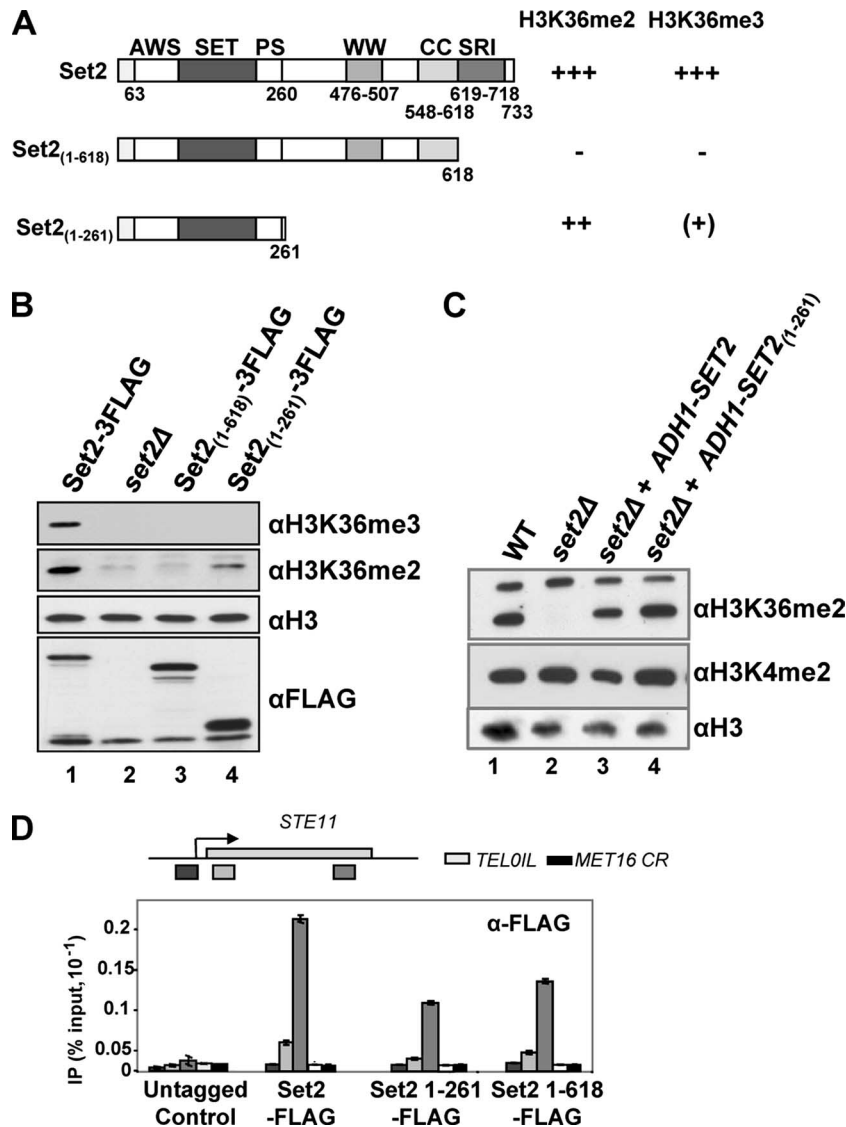 A
H3K36me2 H3K36me3
AWS SET PS WW CC SRI
Set2
+++ +++
63 260 476-507 619-718
548-618 733
Set2(1-618)
- -
618
Set2(1-261)
++ (+)
261
B
Set2-3FLAG
set2Δ
Set2(1-618)-3FLAG
Set2(1-261)-3FLAG
αH3K36me3
αH3K36me2
αH3
αFLAG
1 2 3 4
C
WT
set2Δ
set2Δ + ADH1-SET2
set2Δ + ADH1-SET2(1-261)
αH3K36me2
αH3K4me2
αH3
1 2 3 4
D
STE11
TEL0IL MET16 CR
α-FLAG
IP (% input,10⁻¹)
0.2
0.15
0.1
0.05
0
Untagged Control
Set2 -FLAG
Set2 1-261 -FLAG
Set2 1-618 -FLAG